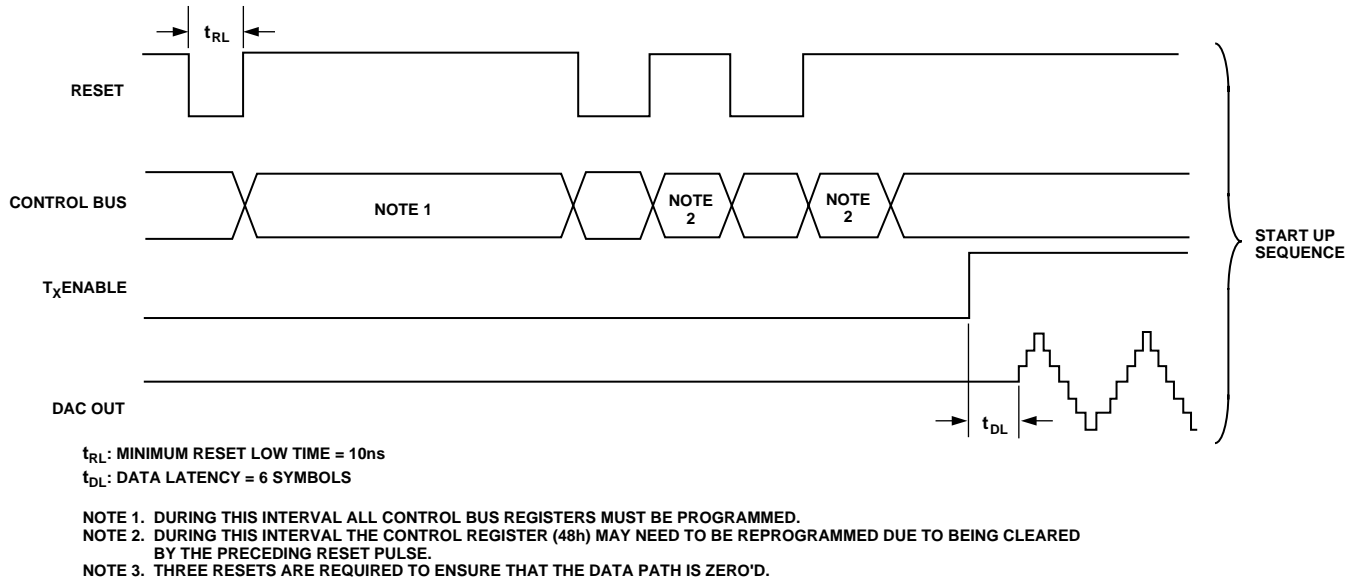 tRL
RESET
CONTROL BUS
NOTE 1
NOTE
2
NOTE
2
START UP
SEQUENCE
TXENABLE
DAC OUT
tDL
tRL: MINIMUM RESET LOW TIME = 10ns
tDL: DATA LATENCY = 6 SYMBOLS
NOTE 1. DURING THIS INTERVAL ALL CONTROL BUS REGISTERS MUST BE PROGRAMMED.
NOTE 2. DURING THIS INTERVAL THE CONTROL REGISTER (48h) MAY NEED TO BE REPROGRAMMED DUE TO BEING CLEARED
BY THE PRECEDING RESET PULSE.
NOTE 3. THREE RESETS ARE REQUIRED TO ENSURE THAT THE DATA PATH IS ZERO'D.